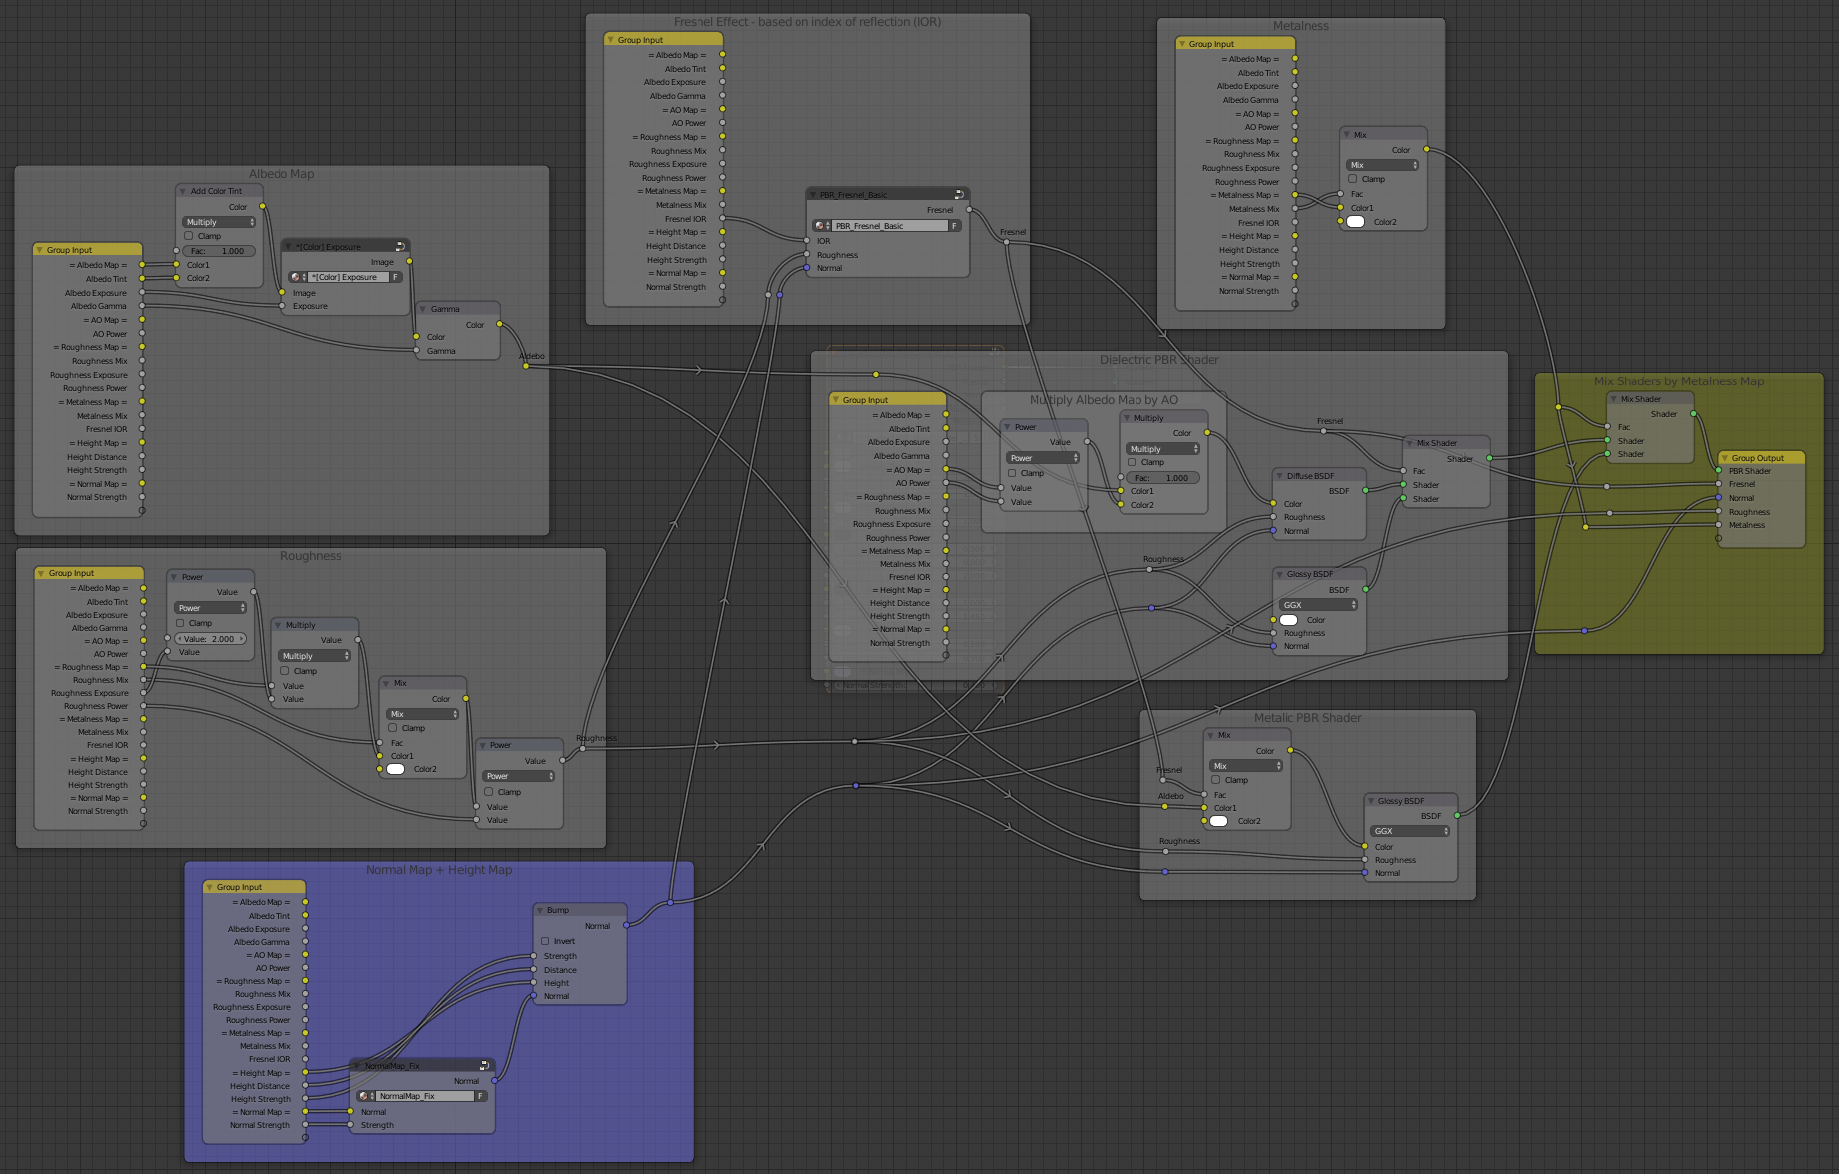 Albedo Map
Group Input
= Albedo Map =
Albedo Tint
Albedo Exposure
Albedo Gamma
= AO Map =
AO Power
= Roughness Map =
Roughness Mix
Roughness Exposure
Roughness Power
= Metalness Map =
Metalness Mix
Fresnel IOR
= Height Map =
Height Distance
Height Strength
= Normal Map =
Normal Strength
Add Color Tint
Color
Multiply
Clamp
Fac: 1.000
Color1
Color2
*[Color] Exposure
Image
*[Color] Exposure F
Image
Exposure
Gamma
Color
Color
Gamma
Aldebo
Fresnel Effect - based on index of reflection (IOR)
Group Input
= Albedo Map =
Albedo Tint
Albedo Exposure
Albedo Gamma
= AO Map =
AO Power
= Roughness Map =
Roughness Mix
Roughness Exposure
Roughness Power
= Metalness Map =
Metalness Mix
Fresnel IOR
= Height Map =
Height Distance
Height Strength
= Normal Map =
Normal Strength
PBR_Fresnel_Basic
Fresnel
PBR_Fresnel_Basic F
IOR
Roughness
Normal
Fresnel
Metalness
Group Input
= Albedo Map =
Albedo Tint
Albedo Exposure
Albedo Gamma
= AO Map =
AO Power
= Roughness Map =
Roughness Mix
Roughness Exposure
Roughness Power
= Metalness Map =
Metalness Mix
Fresnel IOR
= Height Map =
Height Distance
Height Strength
= Normal Map =
Normal Strength
Mix
Color
Mix
Clamp
Fac
Color1
Color2
Dielectric PBR Shader
Group Input
= Albedo Map =
Albedo Tint
Albedo Exposure
Albedo Gamma
= AO Map =
AO Power
= Roughness Map =
Roughness Mix
Roughness Exposure
Roughness Power
= Metalness Map =
Metalness Mix
Fresnel IOR
= Height Map =
Height Distance
Height Strength
= Normal Map =
Normal Strength
Normal Strength
Multiply Albedo Map by AO
Power
Value
Power
Clamp
Value
Value
Multiply
Color
Multiply
Clamp
Fac: 1.000
Color1
Color2
Roughness
Diffuse BSDF
BSDF
Color
Roughness
Normal
Glossy BSDF
BSDF
GGX
Color
Roughness
Normal
Fresnel
Mix Shader
Shader
Fac
Shader
Shader
Mix Shaders by Metalness Map
Mix Shader
Shader
Fac
Shader
Shader
Group Output
PBR Shader
Fresnel
Normal
Roughness
Metalness
Roughness
Group Input
= Albedo Map =
Albedo Tint
Albedo Exposure
Albedo Gamma
= AO Map =
AO Power
= Roughness Map =
Roughness Mix
Roughness Exposure
Roughness Power
= Metalness Map =
Metalness Mix
Fresnel IOR
= Height Map =
Height Distance
Height Strength
= Normal Map =
Normal Strength
Power
Value
Power
Clamp
Value: 2.000
Value
Multiply
Value
Multiply
Clamp
Value
Value
Mix
Color
Mix
Clamp
Fac
Color1
Color2
Power
Value
Power
Clamp
Value
Value
Roughness
Metalic PBR Shader
Mix
Color
Mix
Clamp
Fresnel
Fac
Aldebo
Color1
Color2
Roughness
Glossy BSDF
BSDF
GGX
Color
Roughness
Normal
Normal Map + Height Map
Group Input
= Albedo Map =
Albedo Tint
Albedo Exposure
Albedo Gamma
= AO Map =
AO Power
= Roughness Map =
Roughness Mix
Roughness Exposure
Roughness Power
= Metalness Map =
Metalness Mix
Fresnel IOR
= Height Map =
Height Distance
Height Strength
= Normal Map =
Normal Strength
Bump
Normal
Invert
Strength
Distance
Height
Normal
NormalMap_Fix
Normal
NormalMap_Fix F
Normal
Strength